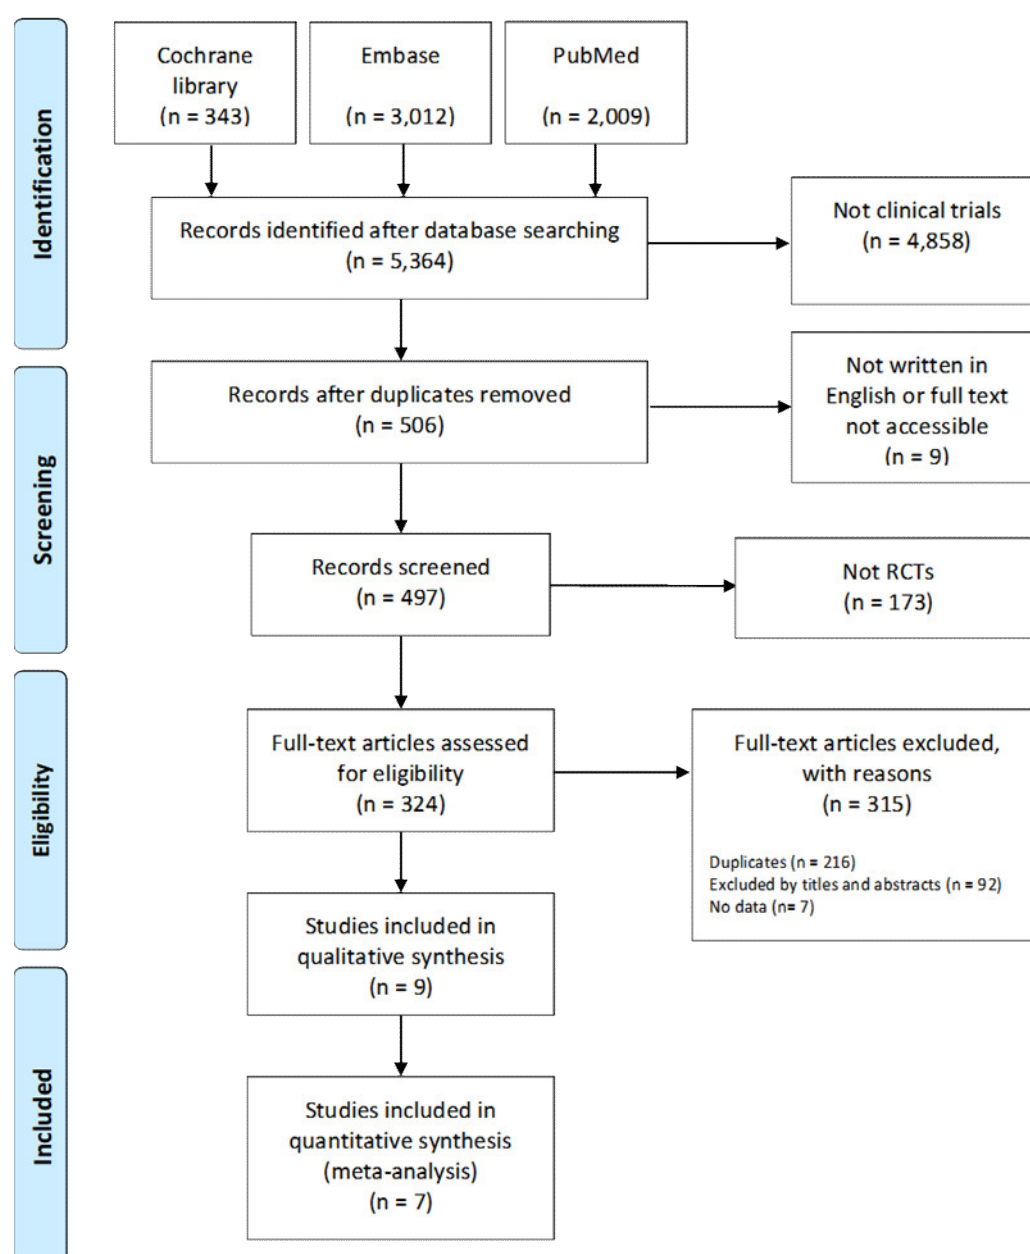 Identification
Cochrane
library
(n = 343)
Embase
(n = 3,012)
PubMed
(n = 2,009)
Records identified after database searching
(n = 5,364)
Not clinical trials
(n = 4,858)
Screening
Records after duplicates removed
(n = 506)
Not written in
English or full text
not accessible
(n = 9)
Records screened
(n = 497)
Not RCTs
(n = 173)
Eligibility
Full-text articles assessed
for eligibility
(n = 324)
Full-text articles excluded,
with reasons
(n = 315)
Duplicates (n = 216)
Excluded by titles and abstracts (n = 92)
No data (n= 7)
Studies included in
qualitative synthesis
(n = 9)
Included
Studies included in
quantitative synthesis
(meta-analysis)
(n = 7)